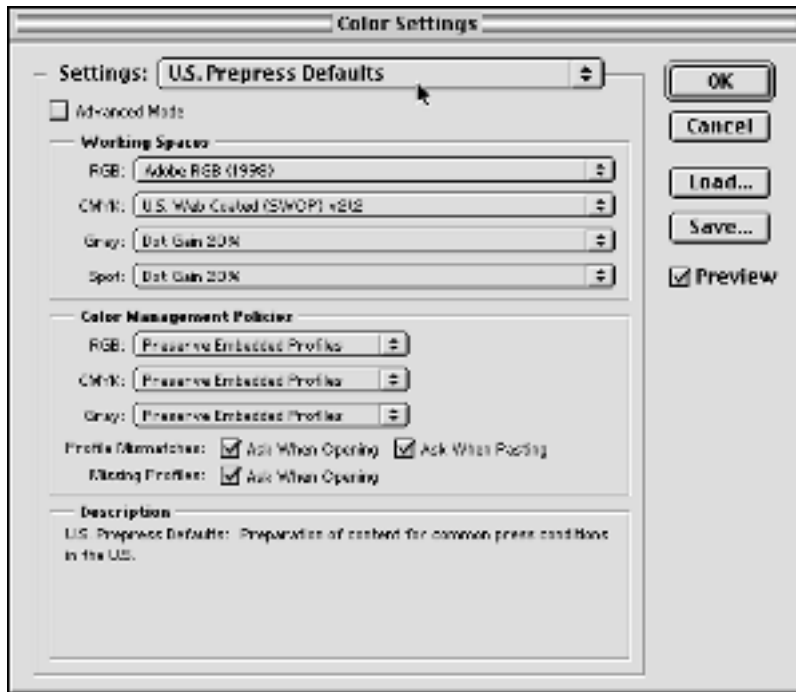 Color Settings
Settings: U.S. Prepress Defaults
Advanced Mode
Working Spaces
RGB: Adobe RGB (1998)
CMYK: U.S. Web Coated (SWOP) v2
Gray: Dot Gain 20%
Spot: Dot Gain 20%
Color Management Policies
RGB: Preserve Embedded Profiles
CMYK: Preserve Embedded Profiles
Gray: Preserve Embedded Profiles
Profile Mismatches: Ask When Opening Ask When Pasting
Missing Profiles: Ask When Opening
Description
U.S. Prepress Defaults: Preparation of content for common press conditions
in the U.S.
OK
Cancel
Load...
Save...
Preview